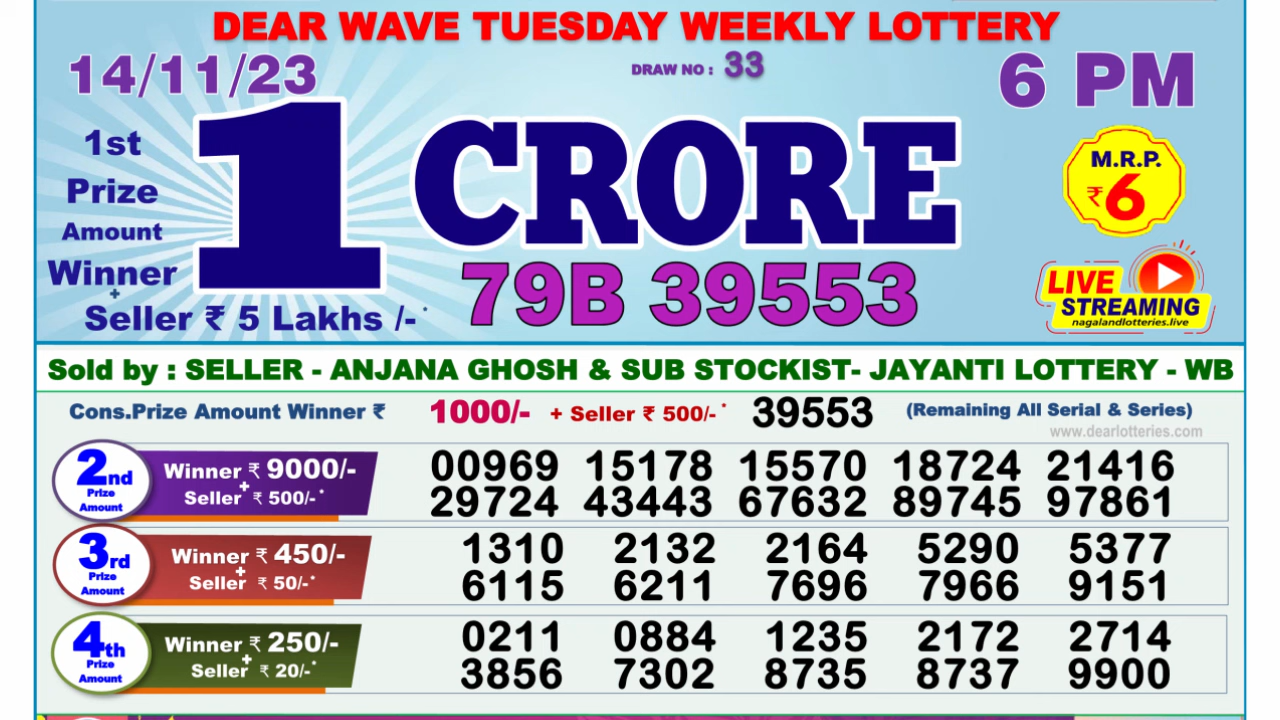 DEAR WAVE TUESDAY WEEKLY LOTTERY
14/11/23
DRAW NO : 33
6 PM
1st
Prize
Amount
Winner
+
Seller ₹ 5 Lakhs /-*
1 CRORE
79B 39553
M.R.P.
₹6
LIVE
STREAMING
nagalandlotteries.live
Sold by : SELLER - ANJANA GHOSH & SUB STOCKIST- JAYANTI LOTTERY - WB
Cons.Prize Amount Winner ₹ 1000/- + Seller ₹ 500/-* 39553 (Remaining All Serial & Series)
www.dearlotteries.com
2nd
Prize
Amount
Winner ₹ 9000/-
+
Seller ₹ 500/-*
00969 15178 15570 18724 21416
29724 43443 67632 89745 97861
3rd
Prize
Amount
Winner ₹ 450/-
+
Seller ₹ 50/-*
1310 2132 2164 5290 5377
6115 6211 7696 7966 9151
4th
Prize
Amount
Winner ₹ 250/-
+
Seller ₹ 20/-*
0211 0884 1235 2172 2714
3856 7302 8735 8737 9900